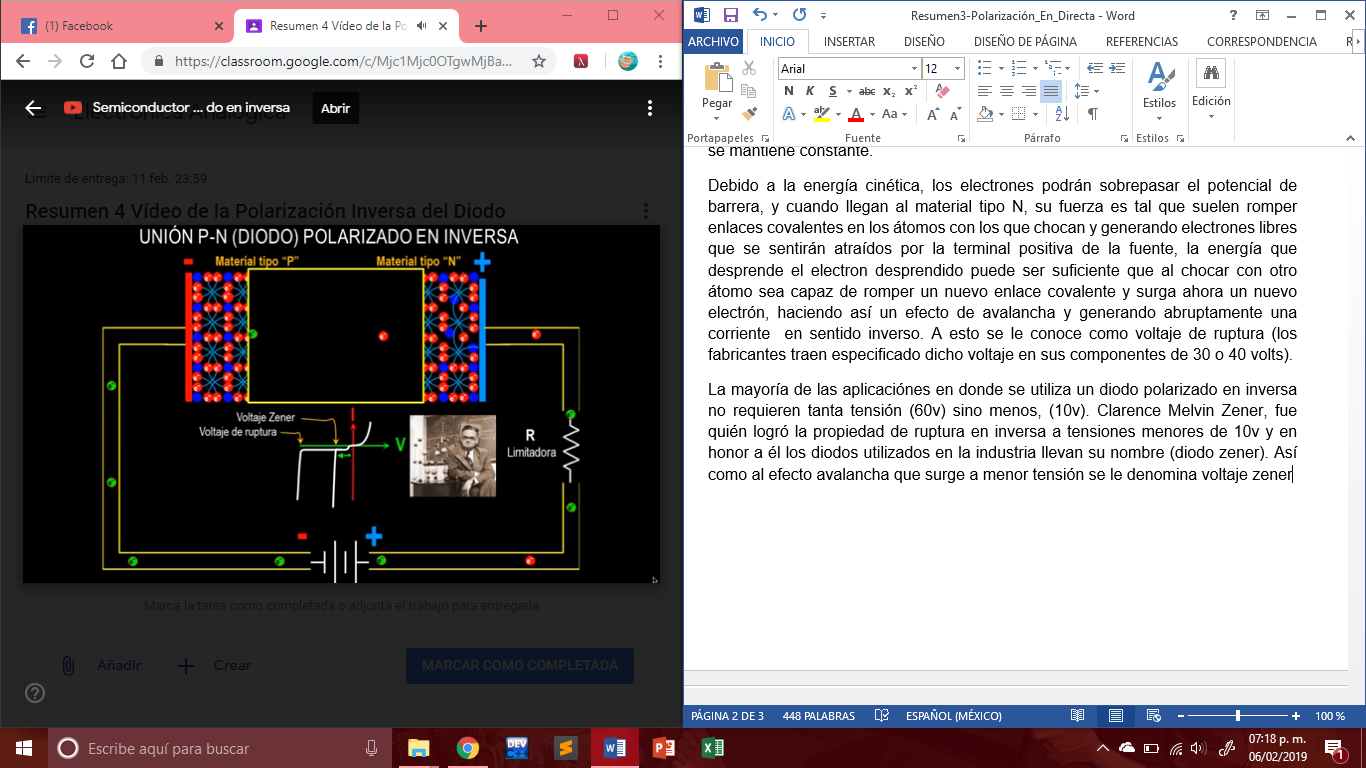 (1) Facebook
Resumen 4 Vídeo de la Po
https://classroom.google.com/c/Mjc1Mjc0OTgwMjBa...
Semiconductor ... do en inversa
Abrir
Electrónica Analógica
Límite de entrega: 11 feb. 23:59
Resumen 4 Vídeo de la Polarización Inversa del Diodo
UNIÓN P-N (DIODO) POLARIZADO EN INVERSA
- Material tipo "P" Material tipo "N" +
Voltaje Zener
Voltaje de ruptura
I
V
R
Limitadora
- +
Marca la tarea como completada o adjunta el trabajo para entregarla
Añadir
Crear
MARCAR COMO COMPLETADA
Resumen3-Polarización_En_Directa - Word
ARCHIVO INICIO INSERTAR DISEÑO DISEÑO DE PÁGINA REFERENCIAS CORRESPONDENCIA R
Pegar
Arial 12
N K S abc x₂ x²
A A Aa A A
¶
Estilos
Edición
Portapapeles Fuente Párrafo Estilos
se mantiene constante.
Debido a la energía cinética, los electrones podrán sobrepasar el potencial de
barrera, y cuando llegan al material tipo N, su fuerza es tal que suelen romper
enlaces covalentes en los átomos con los que chocan y generando electrones libres
que se sentirán atraídos por la terminal positiva de la fuente, la energía que
desprende el electron desprendido puede ser suficiente que al chocar con otro
átomo sea capaz de romper un nuevo enlace covalente y surga ahora un nuevo
electrón, haciendo así un efecto de avalancha y generando abruptamente una
corriente en sentido inverso. A esto se le conoce como voltaje de ruptura (los
fabricantes traen especificado dicho voltaje en sus componentes de 30 o 40 volts).
La mayoría de las aplicaciónes en donde se utiliza un diodo polarizado en inversa
no requieren tanta tensión (60v) sino menos, (10v). Clarence Melvin Zener, fue
quién logró la propiedad de ruptura en inversa a tensiones menores de 10v y en
honor a él los diodos utilizados en la industria llevan su nombre (diodo zener). Así
como al efecto avalancha que surge a menor tensión se le denomina voltaje zener
PÁGINA 2 DE 3 448 PALABRAS ESPAÑOL (MÉXICO) 100 %
Escribe aquí para buscar
DEV
07:18 p. m.
06/02/2019
1